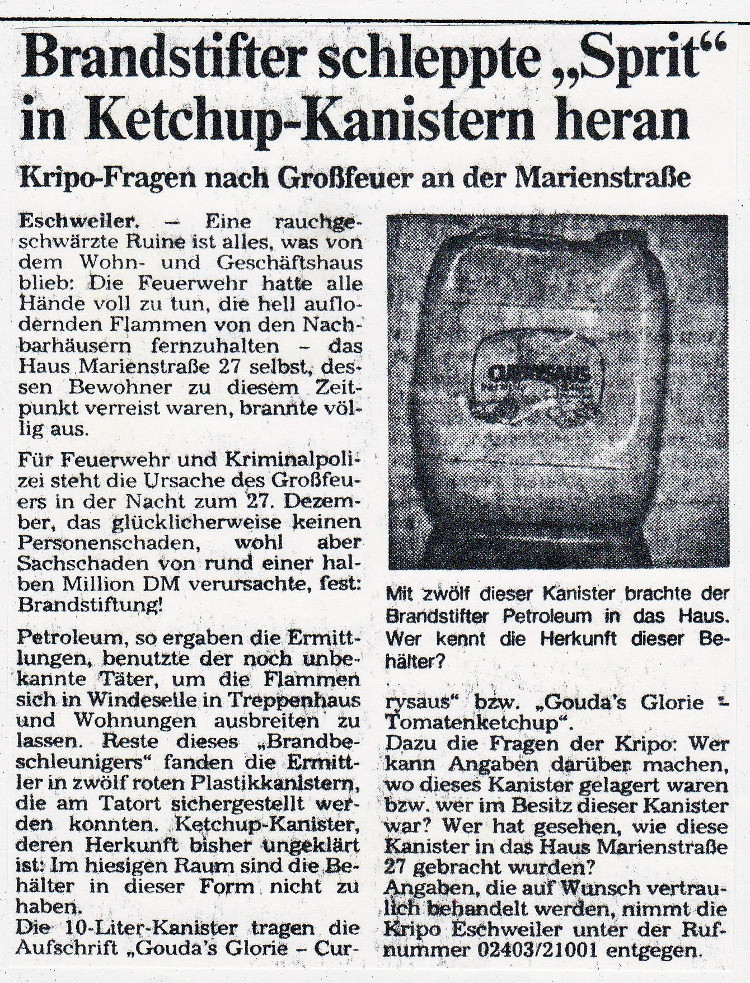 Brandstifter schleppte „Sprit“
in Ketchup-Kanistern heran
Kripo-Fragen nach Großfeuer an der Marienstraße
Eschweiler. – Eine rauchge-
schwärzte Ruine ist alles, was von
dem Wohn- und Geschäftshaus
blieb: Die Feuerwehr hatte alle
Hände voll zu tun, die hell auflo-
dernden Flammen von den Nach-
barhäusern fernzuhalten – das
Haus Marienstraße 27 selbst, des-
sen Bewohner zu diesem Zeit-
punkt verreist waren, brannte völ-
lig aus.
Für Feuerwehr und Kriminalpoli-
zei steht die Ursache des Großfeu-
ers in der Nacht zum 27. Dezem-
ber, das glücklicherweise keinen
Personenschaden, wohl aber
Sachschaden von rund einer hal-
ben Million DM verursachte, fest:
Brandstiftung!
Petroleum, so ergaben die Ermitt-
lungen, benutzte der noch unbe-
kannte Täter, um die Flammen
sich in Windeseile in Treppenhaus
und Wohnungen ausbreiten zu
lassen. Reste dieses „Brandbe-
schleunigers“ fanden die Ermitt-
ler in zwölf roten Plastikkanistern,
die am Tatort sichergestellt wer-
den konnten. Ketchup-Kanister,
deren Herkunft bisher ungeklärt
ist: Im hiesigen Raum sind die Be-
hälter in dieser Form nicht zu
haben.
Die 10-Liter-Kanister tragen die
Aufschrift „Gouda's Glorie – Cur-
CURRYSAUS
Mit zwölf dieser Kanister brachte der
Brandstifter Petroleum in das Haus.
Wer kennt die Herkunft dieser Be-
hälter?
rysaus“ bzw. „Gouda's Glorie –
Tomatenketchup“.
Dazu die Fragen der Kripo: Wer
kann Angaben darüber machen,
wo dieses Kanister gelagert waren
bzw. wer im Besitz dieser Kanister
war? Wer hat gesehen, wie diese
Kanister in das Haus Marienstraße
27 gebracht wurden?
Angaben, die auf Wunsch vertrau-
lich behandelt werden, nimmt die
Kripo Eschweiler unter der Ruf-
nummer 02403/21001 entgegen.